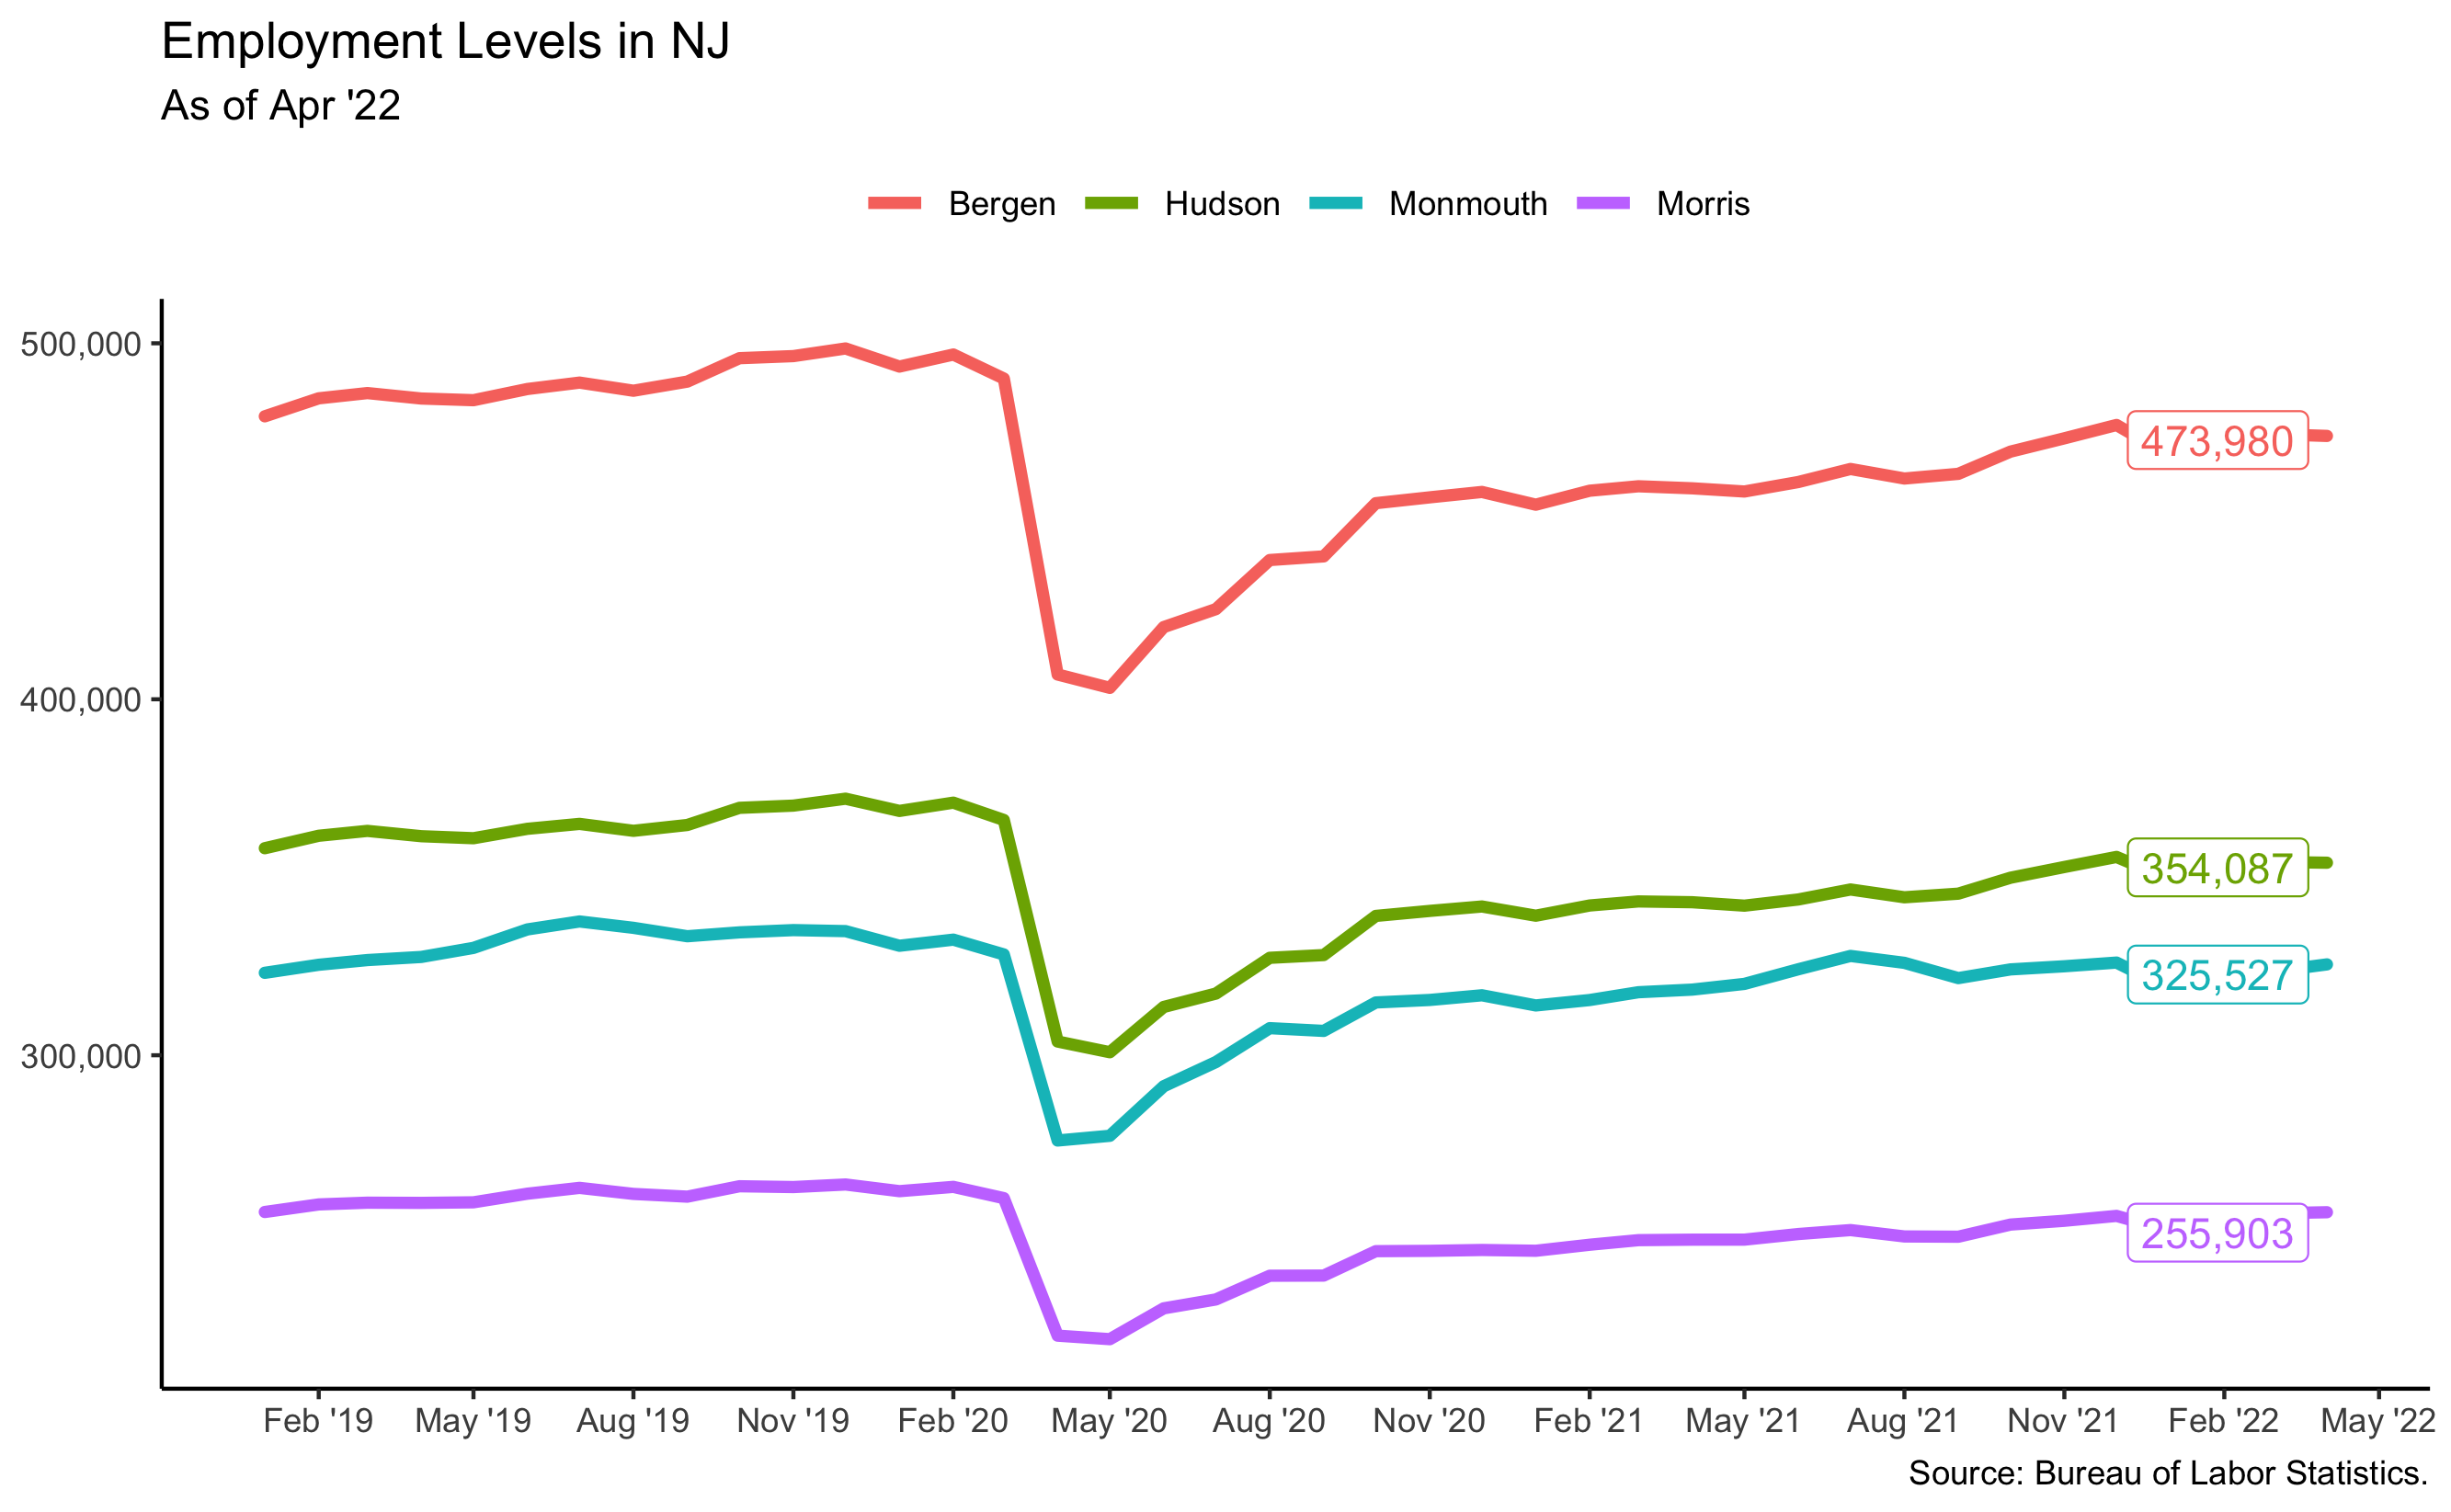 Employment Levels in NJ
As of Apr '22
Bergen Hudson Monmouth Morris
500,000
400,000
300,000
473,980
354,087
325,527
255,903
Feb '19 May '19 Aug '19 Nov '19 Feb '20 May '20 Aug '20 Nov '20 Feb '21 May '21 Aug '21 Nov '21 Feb '22 May '22
Source: Bureau of Labor Statistics.